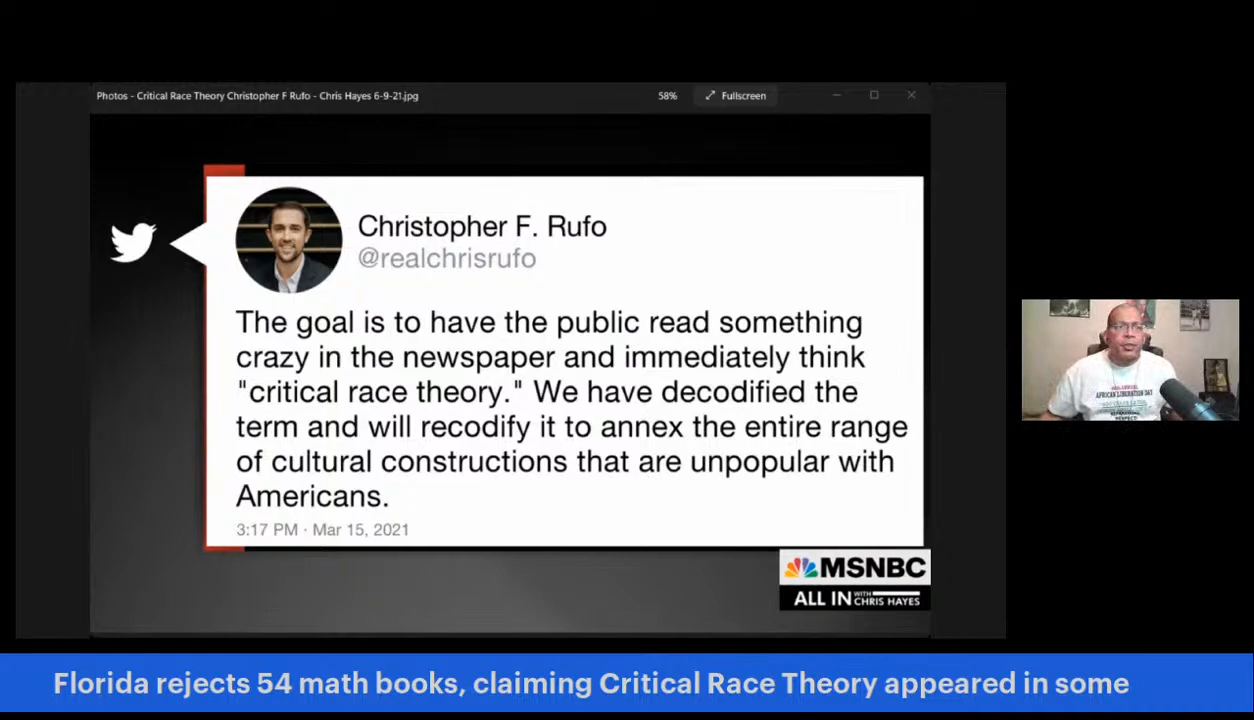 Photos - Critical Race Theory Christopher F Rufo - Chris Hayes 6-9-21.jpg
58%
Fullscreen
Christopher F. Rufo
@realchrisrufo
The goal is to have the public read something
crazy in the newspaper and immediately think
"critical race theory." We have decodified the
term and will recodify it to annex the entire range
of cultural constructions that are unpopular with
Americans.
3:17 PM · Mar 15, 2021
MSNBC
ALL IN WITH CHRIS HAYES
AFRICAN LIBERATION DAY
Florida rejects 54 math books, claiming Critical Race Theory appeared in some